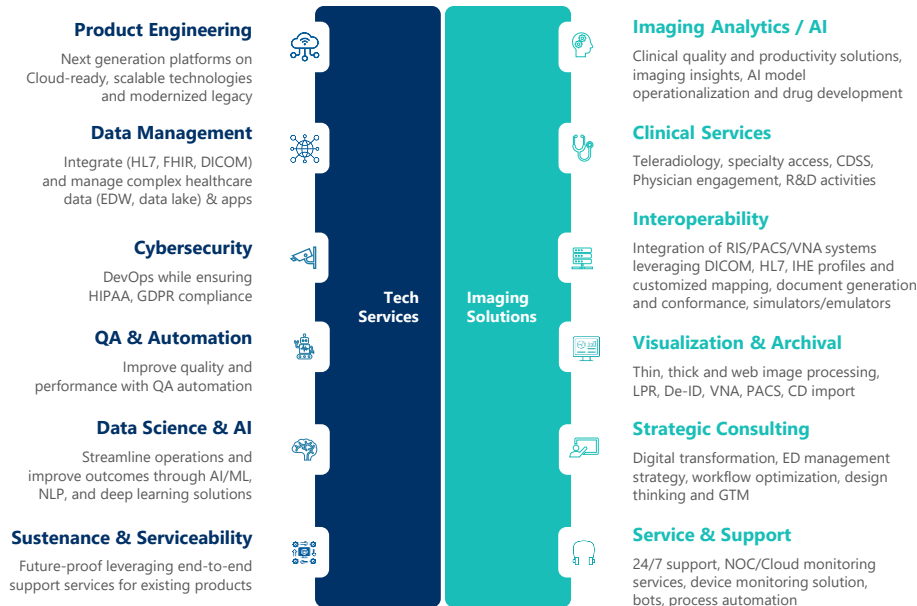 Product Engineering
Next generation platforms on
Cloud-ready, scalable technologies
and modernized legacy
Data Management
Integrate (HL7, FHIR, DICOM)
and manage complex healthcare
data (EDW, data lake) & apps
Cybersecurity
DevOps while ensuring
HIPAA, GDPR compliance
QA & Automation
Improve quality and
performance with QA automation
Data Science & AI
Streamline operations and
improve outcomes through AI/ML,
NLP, and deep learning solutions
Sustenance & Serviceability
Future-proof leveraging end-to-end
support services for existing products
Tech
Services
Imaging
Solutions
Imaging Analytics / AI
Clinical quality and productivity solutions,
imaging insights, AI model
operationalization and drug development
Clinical Services
Teleradiology, specialty access, CDSS,
Physician engagement, R&D activities
Interoperability
Integration of RIS/PACS/VNA systems
leveraging DICOM, HL7, IHE profiles and
customized mapping, document generation
and conformance, simulators/emulators
Visualization & Archival
Thin, thick and web image processing,
LPR, De-ID, VNA, PACS, CD import
Strategic Consulting
Digital transformation, ED management
strategy, workflow optimization, design
thinking and GTM
Service & Support
24/7 support, NOC/Cloud monitoring
services, device monitoring solution,
bots, process automation